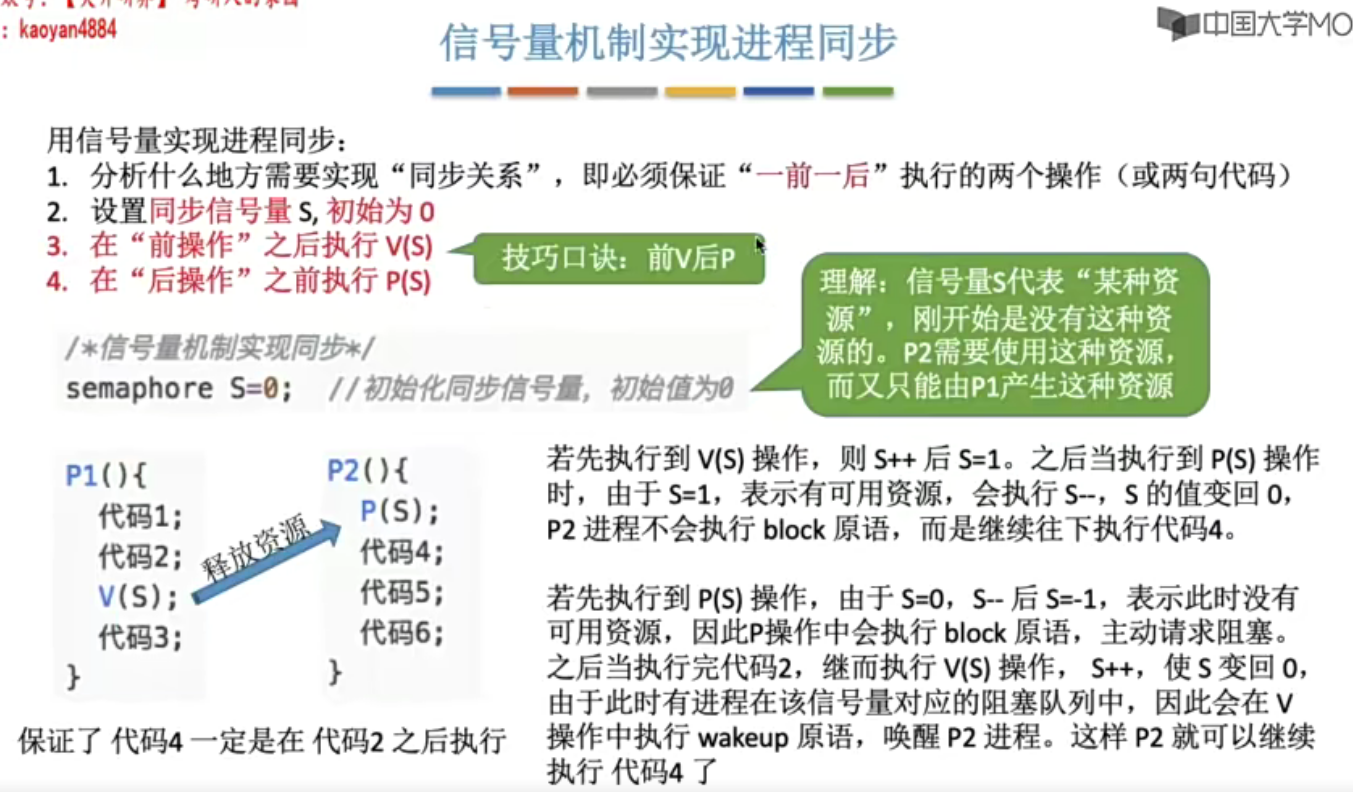 : kaoyan4884
中国大学MO
信号量机制实现进程同步
用信号量实现进程同步：
1. 分析什么地方需要实现“同步关系”，即必须保证“一前一后”执行的两个操作（或两句代码）
2. 设置同步信号量 S, 初始为 0
3. 在“前操作”之后执行 V(S)
4. 在“后操作”之前执行 P(S)
技巧口诀：前V后P
理解：信号量S代表“某种资
源”，刚开始是没有这种资
源的。P2需要使用这种资源，
而又只能由P1产生这种资源
/*信号量机制实现同步*/
semaphore S=0; //初始化同步信号量，初始值为0
P1(){
代码1;
代码2;
V(S);
代码3;
}
释放资源
P2(){
P(S);
代码4;
代码5;
代码6;
}
保证了 代码4 一定是在 代码2 之后执行
若先执行到 V(S) 操作，则 S++ 后 S=1。之后当执行到 P(S) 操作
时，由于 S=1，表示有可用资源，会执行 S--，S 的值变回 0，
P2 进程不会执行 block 原语，而是继续往下执行代码4。
若先执行到 P(S) 操作，由于 S=0，S-- 后 S=-1，表示此时没有
可用资源，因此P操作中会执行 block 原语，主动请求阻塞。
之后当执行完代码2，继而执行 V(S) 操作， S++，使 S 变回 0，
由于此时有进程在该信号量对应的阻塞队列中，因此会在 V
操作中执行 wakeup 原语，唤醒 P2 进程。这样 P2 就可以继续
执行 代码4 了